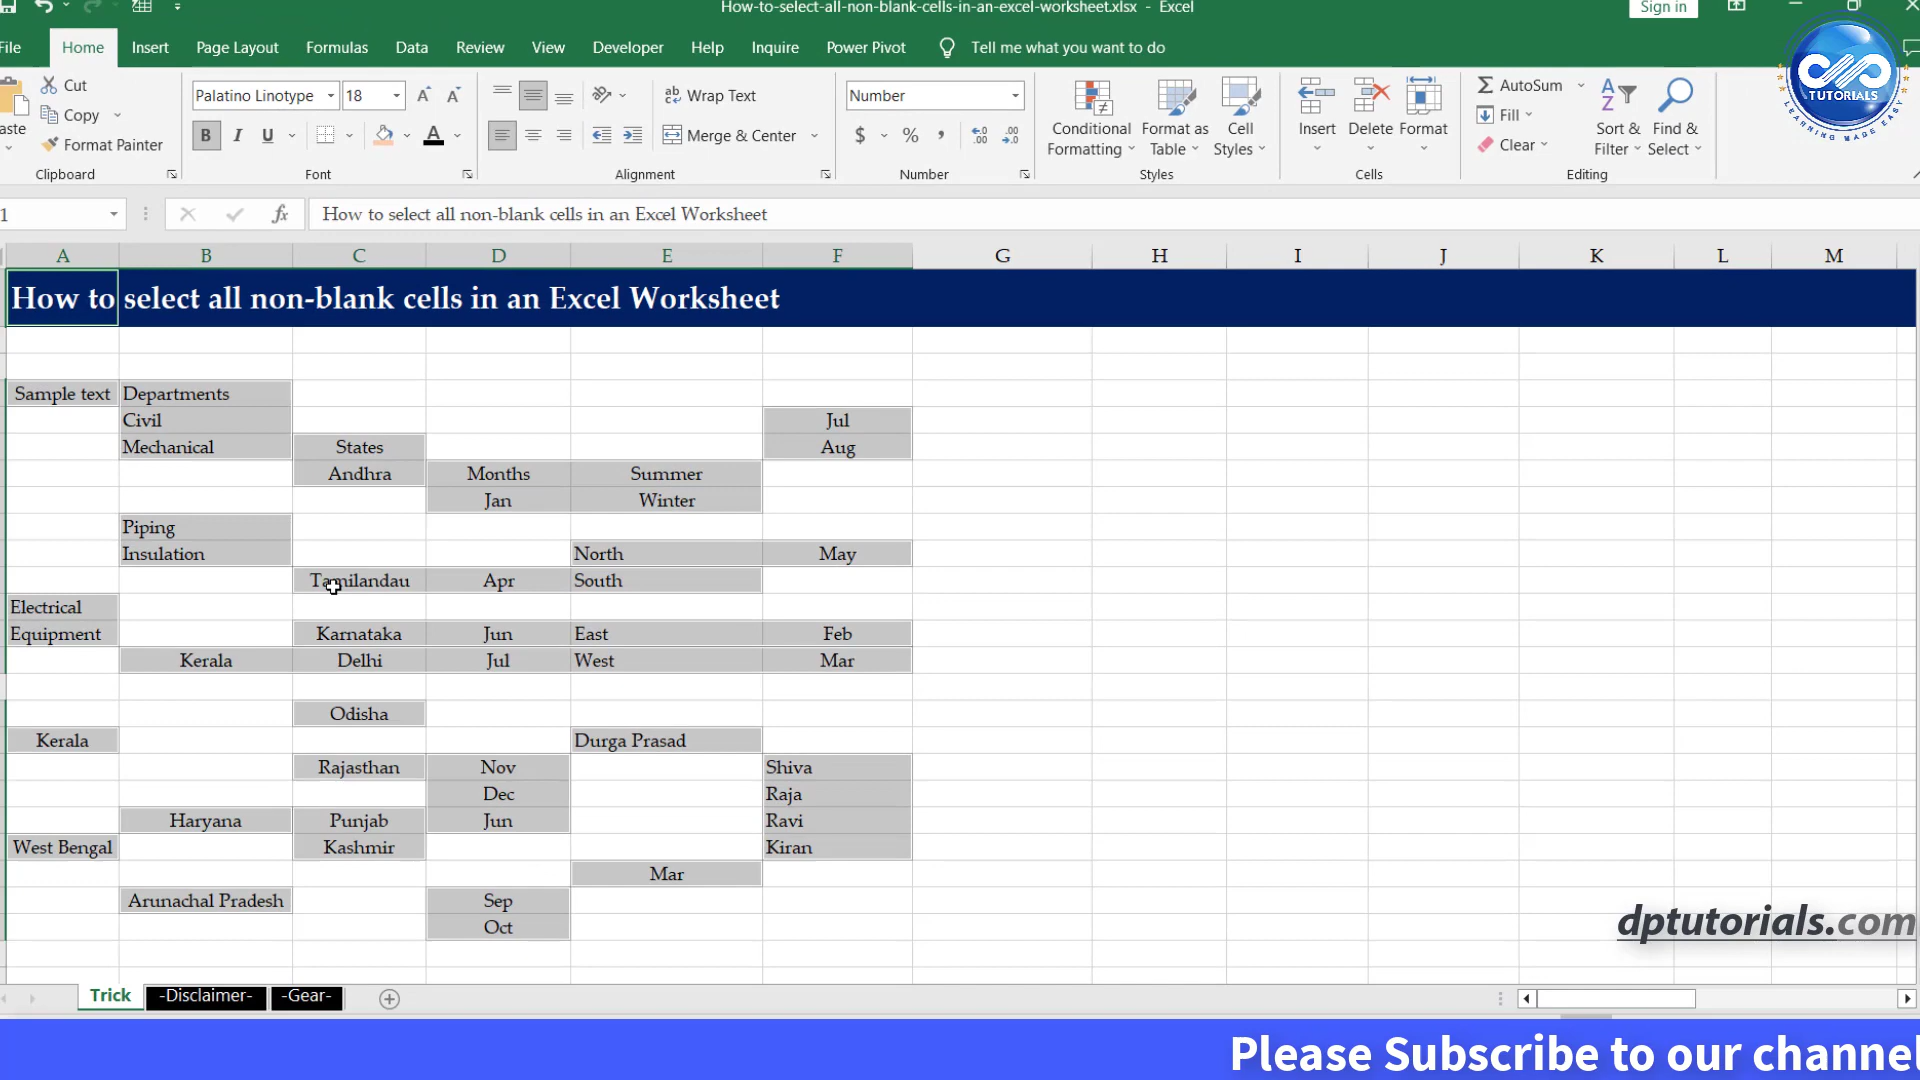 How-to-select-all-non-blank-cells-in-an-excel-worksheet.xlsx - Excel
Sign in
File Home Insert Page Layout Formulas Data Review View Developer Help Inquire Power Pivot Tell me what you want to do
Cut
Copy
aste
Format Painter
Clipboard
Palatino Linotype 18
B I U
Font
Wrap Text
Merge & Center
Alignment
Number
$ % ,
Number
Conditional Formatting
Format as Table
Cell Styles
Styles
Insert Delete Format
Cells
AutoSum
Fill
Clear
Sort & Filter
Find & Select
Editing
TUTORIALS
LEARNING MADE EASY
1 fx How to select all non-blank cells in an Excel Worksheet
A B C D E F G H I J K L M
How to select all non-blank cells in an Excel Worksheet
Sample text Departments
Civil Jul
Mechanical States Aug
Andhra Months Summer
Jan Winter
Piping
Insulation North May
Tamilandau Apr South
Electrical
Equipment Karnataka Jun East Feb
Kerala Delhi Jul West Mar
Odisha
Kerala Durga Prasad
Rajasthan Nov Shiva
Dec Raja
Haryana Punjab Jun Ravi
West Bengal Kashmir Kiran
Mar
Arunachal Pradesh Sep
Oct
dptutorials.com
Trick -Disclaimer- -Gear-
Please Subscribe to our channel